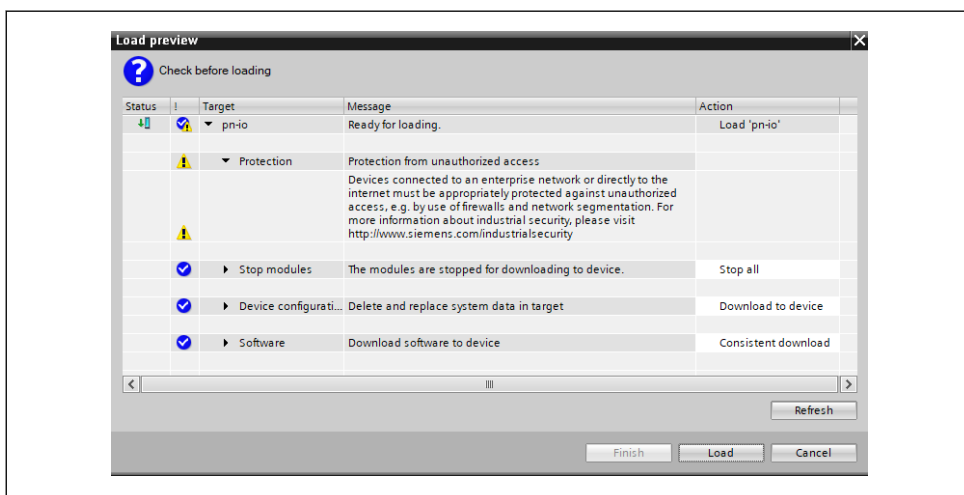 Load preview
Check before loading
Status ! Target Message Action
pn-io Ready for loading. Load 'pn-io'
Protection Protection from unauthorized access
Devices connected to an enterprise network or directly to the
internet must be appropriately protected against unauthorized
access, e.g. by use of firewalls and network segmentation. For
more information about industrial security, please visit
http://www.siemens.com/industrialsecurity
Stop modules The modules are stopped for downloading to device. Stop all
Device configurati... Delete and replace system data in target Download to device
Software Download software to device Consistent download
Refresh
Finish Load Cancel